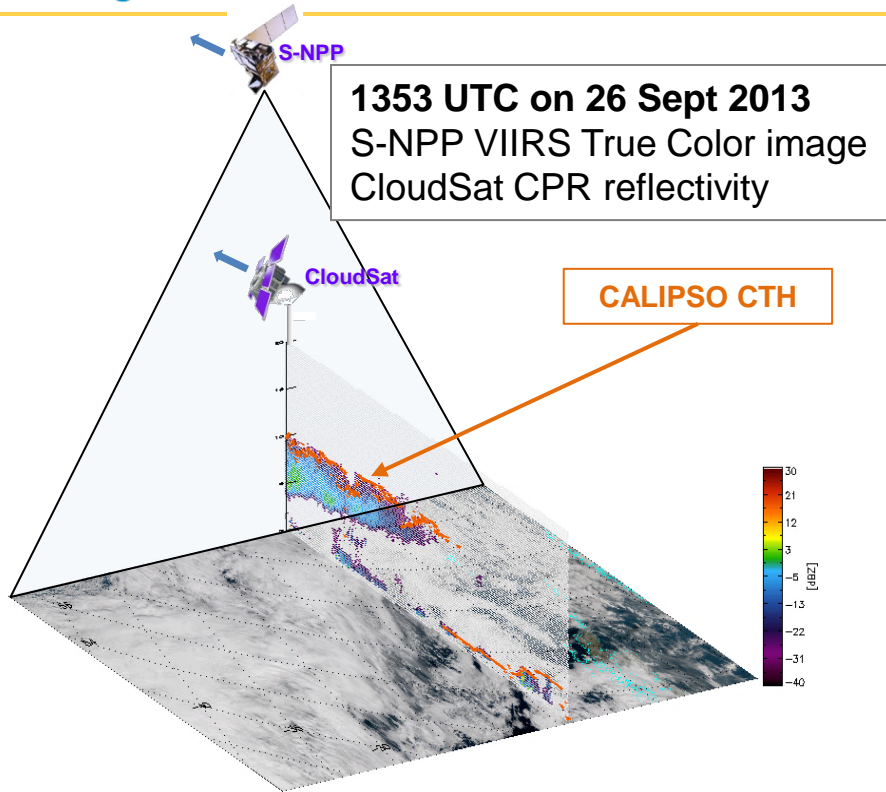 S-NPP
1353 UTC on 26 Sept 2013
S-NPP VIIRS True Color image
CloudSat CPR reflectivity
CloudSat
CALIPSO CTH
30
21
12
3
-5
-13
-22
-31
-40
[ZBP]